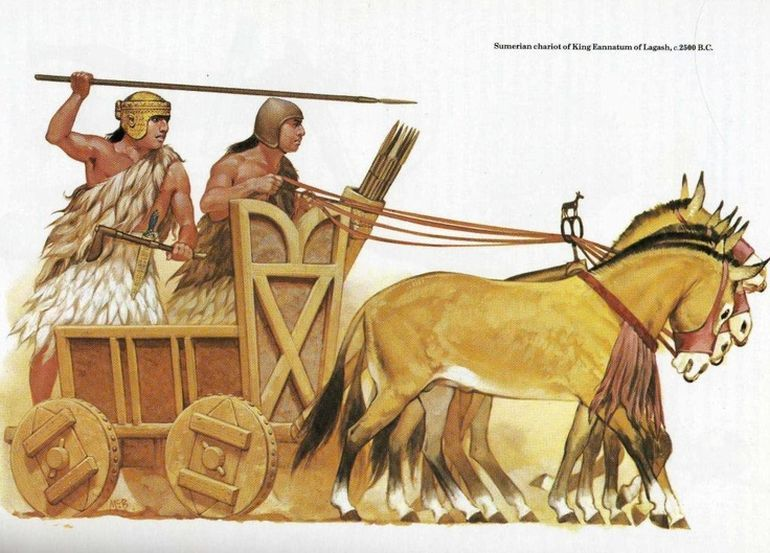 Sumerian chariot of King Eannatum of Lagash, c.2500 B.C.